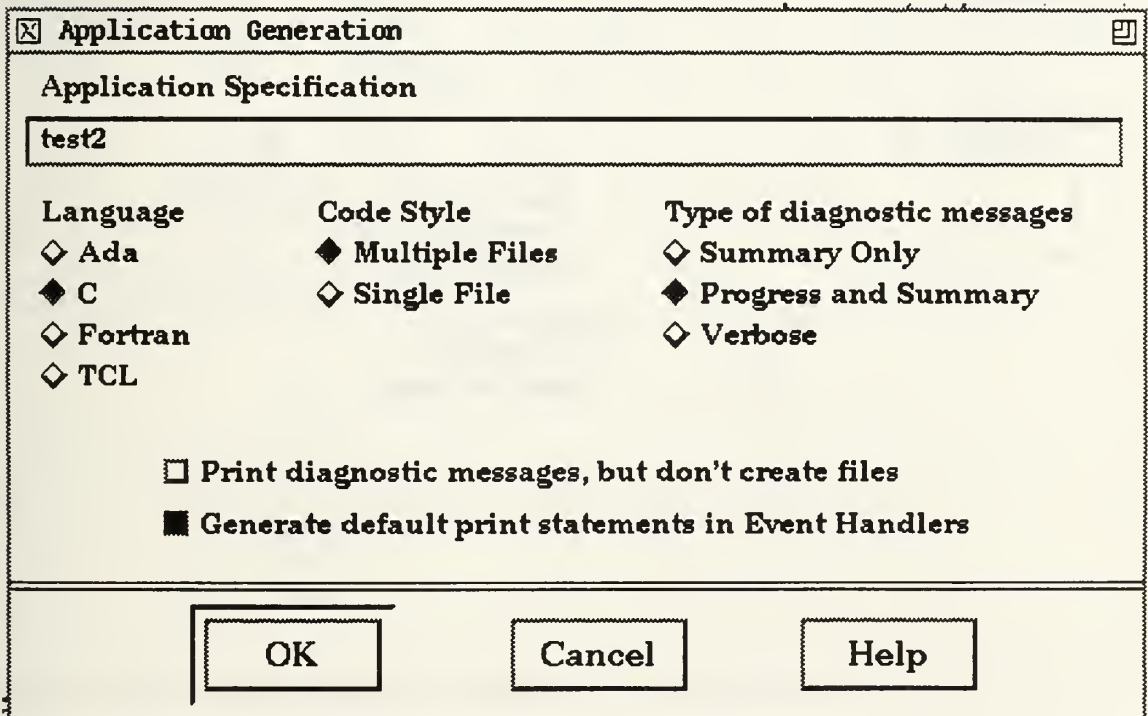 Application Generation
Application Specification
test2
Language
Ada
C
Fortran
TCL
Code Style
Multiple Files
Single File
Type of diagnostic messages
Summary Only
Progress and Summary
Verbose
Print diagnostic messages, but don't create files
Generate default print statements in Event Handlers
OK
Cancel
Help